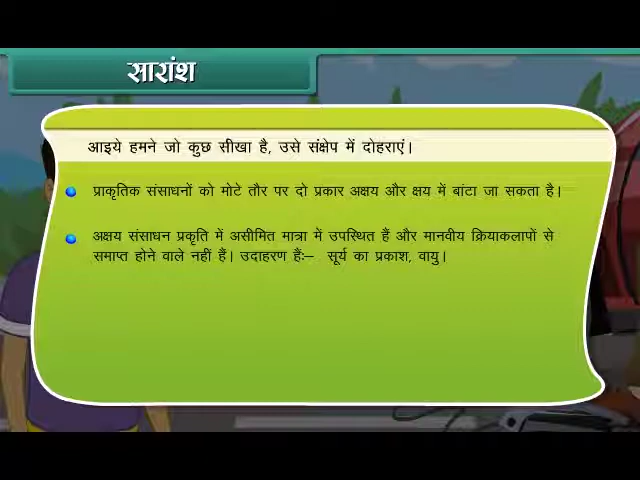 सारांश
आइये हमने जो कुछ सीखा है, उसे संक्षेप में दोहराएं।
प्राकृतिक संसाधनों को मोटे तौर पर दो प्रकार अक्षय और क्षय में बांटा जा सकता है।
अक्षय संसाधन प्रकृति में असीमित मात्रा में उपस्थित हैं और मानवीय क्रियाकलापों से
समाप्त होने वाले नहीं हैं। उदाहरण हैं:– सूर्य का प्रकाश, वायु।